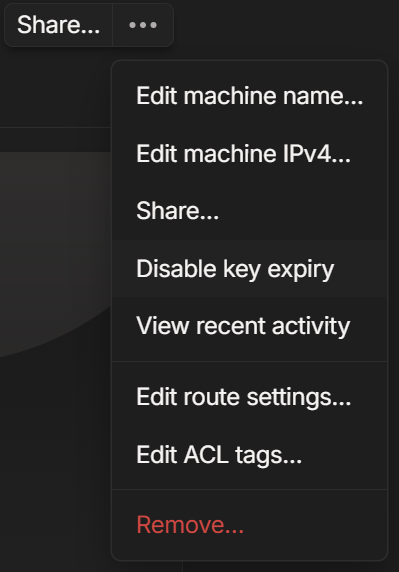 Share...
Edit machine name...
Edit machine IPv4...
Share...
Disable key expiry
View recent activity
Edit route settings...
Edit ACL tags...
Remove...